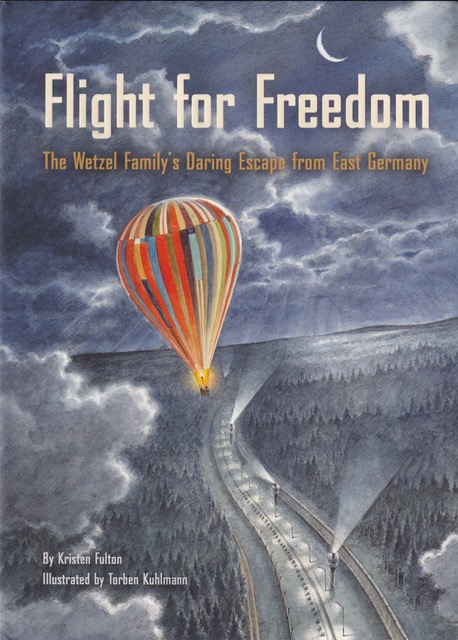 Flight for Freedom
The Wetzel Family's Daring Escape from East Germany
By Kristen Fulton
Illustrated by Torben Kuhlmann